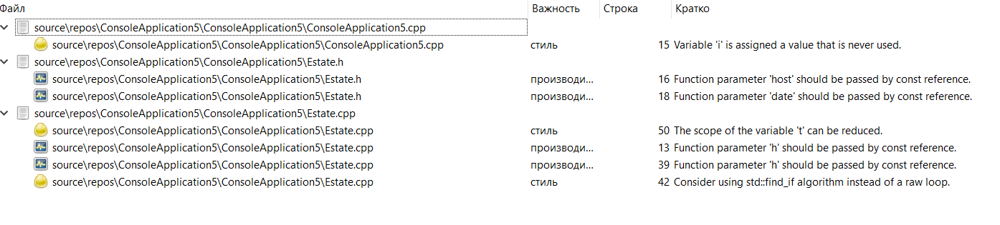 Файл Важность Строка Кратко
source\repos\ConsoleApplication5\ConsoleApplication5\ConsoleApplication5.cpp
source\repos\ConsoleApplication5\ConsoleApplication5\ConsoleApplication5.cpp стиль 15 Variable 'i' is assigned a value that is never used.
source\repos\ConsoleApplication5\ConsoleApplication5\Estate.h
source\repos\ConsoleApplication5\ConsoleApplication5\Estate.h производи... 16 Function parameter 'host' should be passed by const reference.
source\repos\ConsoleApplication5\ConsoleApplication5\Estate.h производи... 18 Function parameter 'date' should be passed by const reference.
source\repos\ConsoleApplication5\ConsoleApplication5\Estate.cpp
source\repos\ConsoleApplication5\ConsoleApplication5\Estate.cpp стиль 50 The scope of the variable 't' can be reduced.
source\repos\ConsoleApplication5\ConsoleApplication5\Estate.cpp производи... 13 Function parameter 'h' should be passed by const reference.
source\repos\ConsoleApplication5\ConsoleApplication5\Estate.cpp производи... 39 Function parameter 'h' should be passed by const reference.
source\repos\ConsoleApplication5\ConsoleApplication5\Estate.cpp стиль 42 Consider using std::find_if algorithm instead of a raw loop.